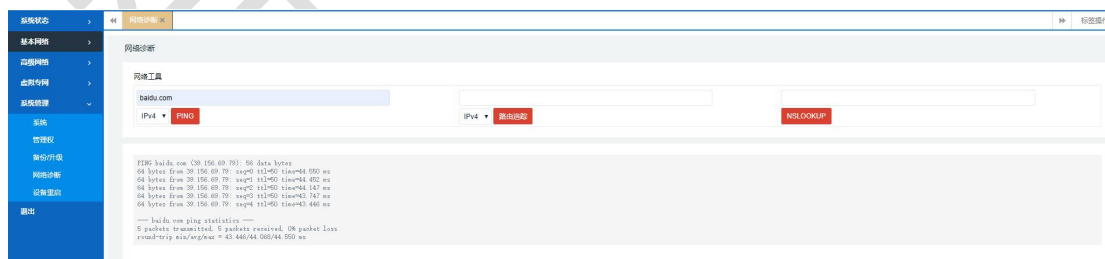 系统状态
基本网络
高级网络
虚拟专网
系统管理
系统
管理权
备份/升级
网络诊断
设备重启
退出
网络诊断 ×
标签操作
网络诊断
网络工具
baidu.com
IPv4 PING
IPv4 路由追踪
NSLOOKUP
PING baidu.com (39.156.69.79): 56 data bytes
64 bytes from 39.156.69.79: seq=0 ttl=50 time=44.550 ms
64 bytes from 39.156.69.79: seq=1 ttl=50 time=44.452 ms
64 bytes from 39.156.69.79: seq=2 ttl=50 time=44.147 ms
64 bytes from 39.156.69.79: seq=3 ttl=50 time=43.747 ms
64 bytes from 39.156.69.79: seq=4 ttl=50 time=43.446 ms
--- baidu.com ping statistics ---
5 packets transmitted, 5 packets received, 0% packet loss
round-trip min/avg/max = 43.446/44.068/44.550 ms